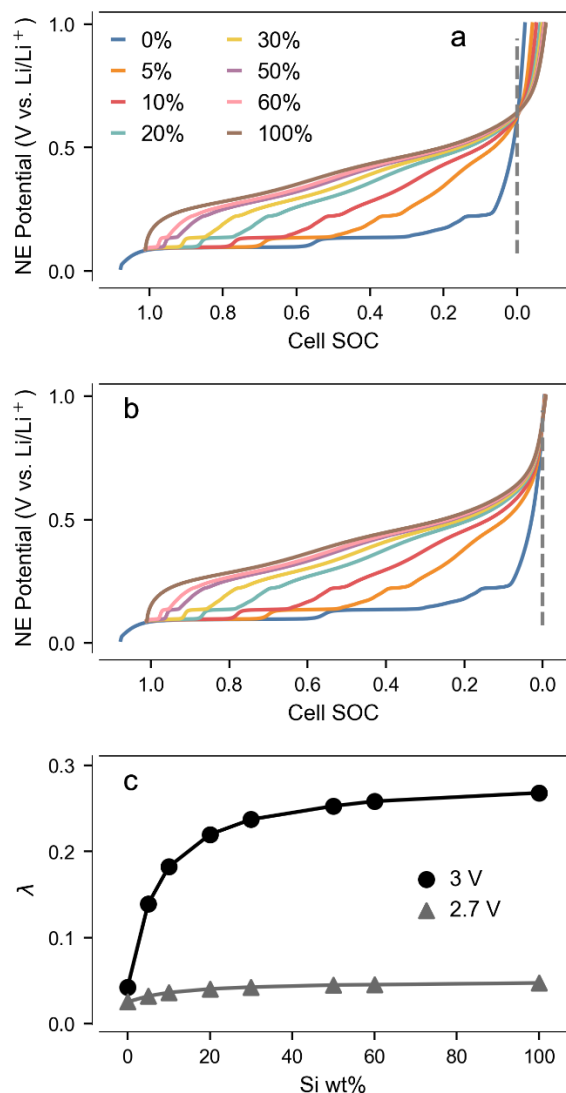 a
0% 30%
5% 50%
10% 60%
20% 100%
NE Potential (V vs. Li/Li⁺)
1.0
0.5
0.0
1.0 0.8 0.6 0.4 0.2 0.0
Cell SOC
b
NE Potential (V vs. Li/Li⁺)
1.0
0.5
0.0
1.0 0.8 0.6 0.4 0.2 0.0
Cell SOC
c
λ
0.3
0.2
0.1
0.0
3 V
2.7 V
0 20 40 60 80 100
Si wt%